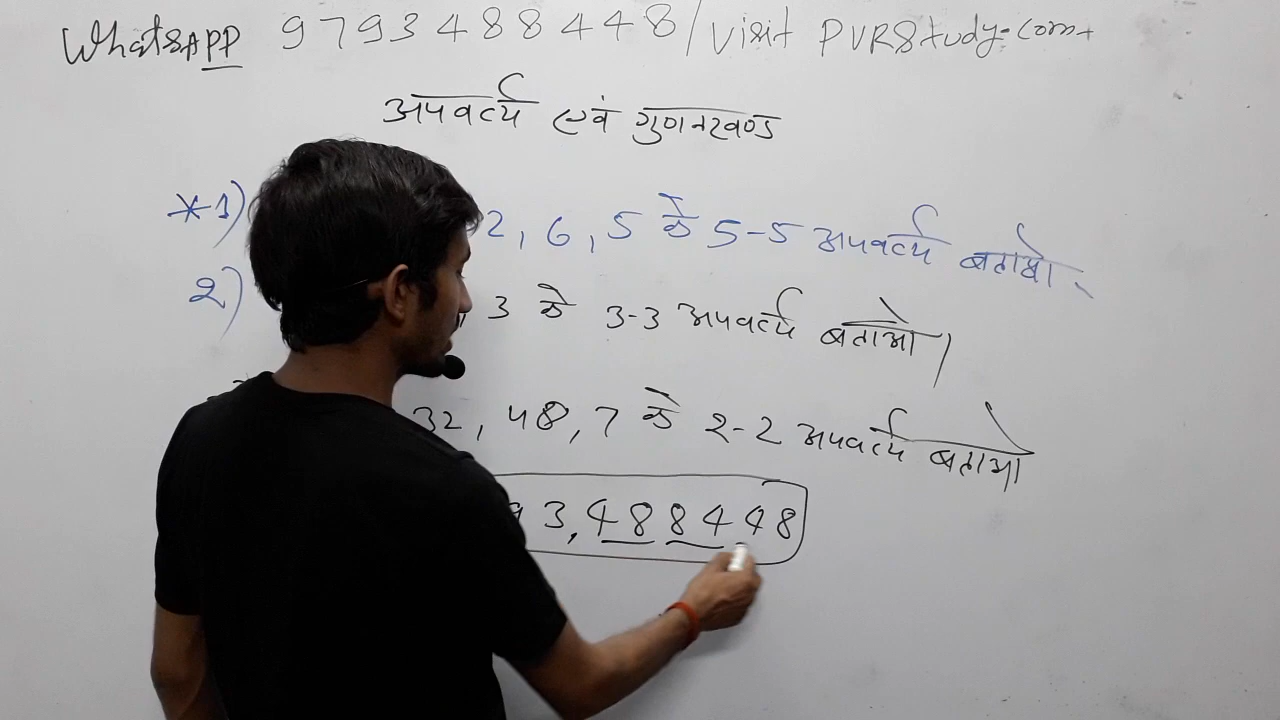 WhatsAPP 9793488448/Visit PVRStudy.com
अपवर्त्य एवं गुणनखण्ड
*1) 2, 6, 5 के 5-5 अपवर्त्य बताओ
2) 3 के 3-3 अपवर्त्य बताओ।
32, 48, 7 के 2-2 अपवर्त्य बताओ
93, 488448